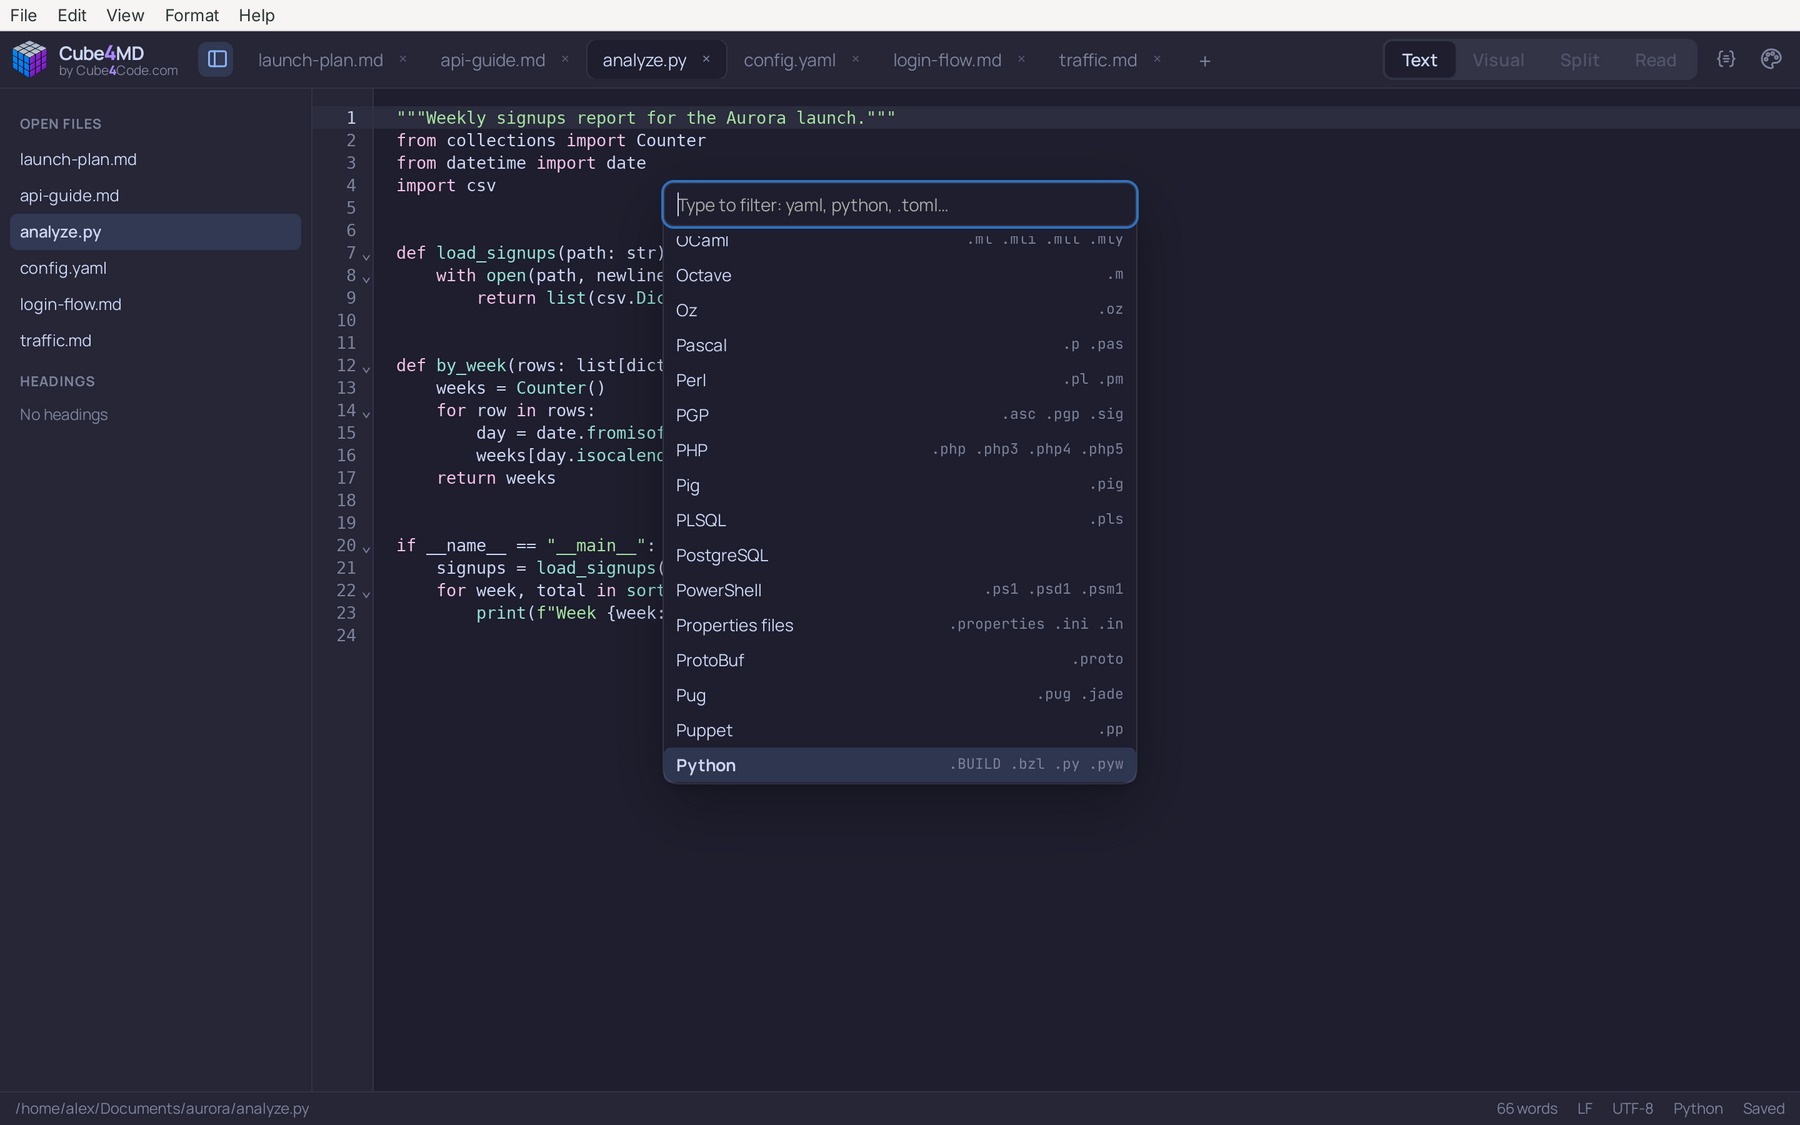 File Edit View Format Help
Cube4MD
by Cube4Code.com
launch-plan.md × api-guide.md × analyze.py × config.yaml × login-flow.md × traffic.md × +
Text Visual Split Read
OPEN FILES
launch-plan.md
api-guide.md
analyze.py
config.yaml
login-flow.md
traffic.md
HEADINGS
No headings
1 """Weekly signups report for the Aurora launch."""
2 from collections import Counter
3 from datetime import date
4 import csv
5
6
7 def load_signups(path: str)
8 with open(path, newline
9 return list(csv.Dic
10
11
12 def by_week(rows: list[dict
13 weeks = Counter()
14 for row in rows:
15 day = date.fromisof
16 weeks[day.isocalend
17 return weeks
18
19
20 if __name__ == "__main__":
21 signups = load_signups(
22 for week, total in sort
23 print(f"Week {week:
24
Type to filter: yaml, python, .toml…
OCaml .ml .mli .mll .mly
Octave .m
Oz .oz
Pascal .p .pas
Perl .pl .pm
PGP .asc .pgp .sig
PHP .php .php3 .php4 .php5
Pig .pig
PLSQL .pls
PostgreSQL
PowerShell .ps1 .psd1 .psm1
Properties files .properties .ini .in
ProtoBuf .proto
Pug .pug .jade
Puppet .pp
Python .BUILD .bzl .py .pyw
/home/alex/Documents/aurora/analyze.py
66 words LF UTF-8 Python Saved